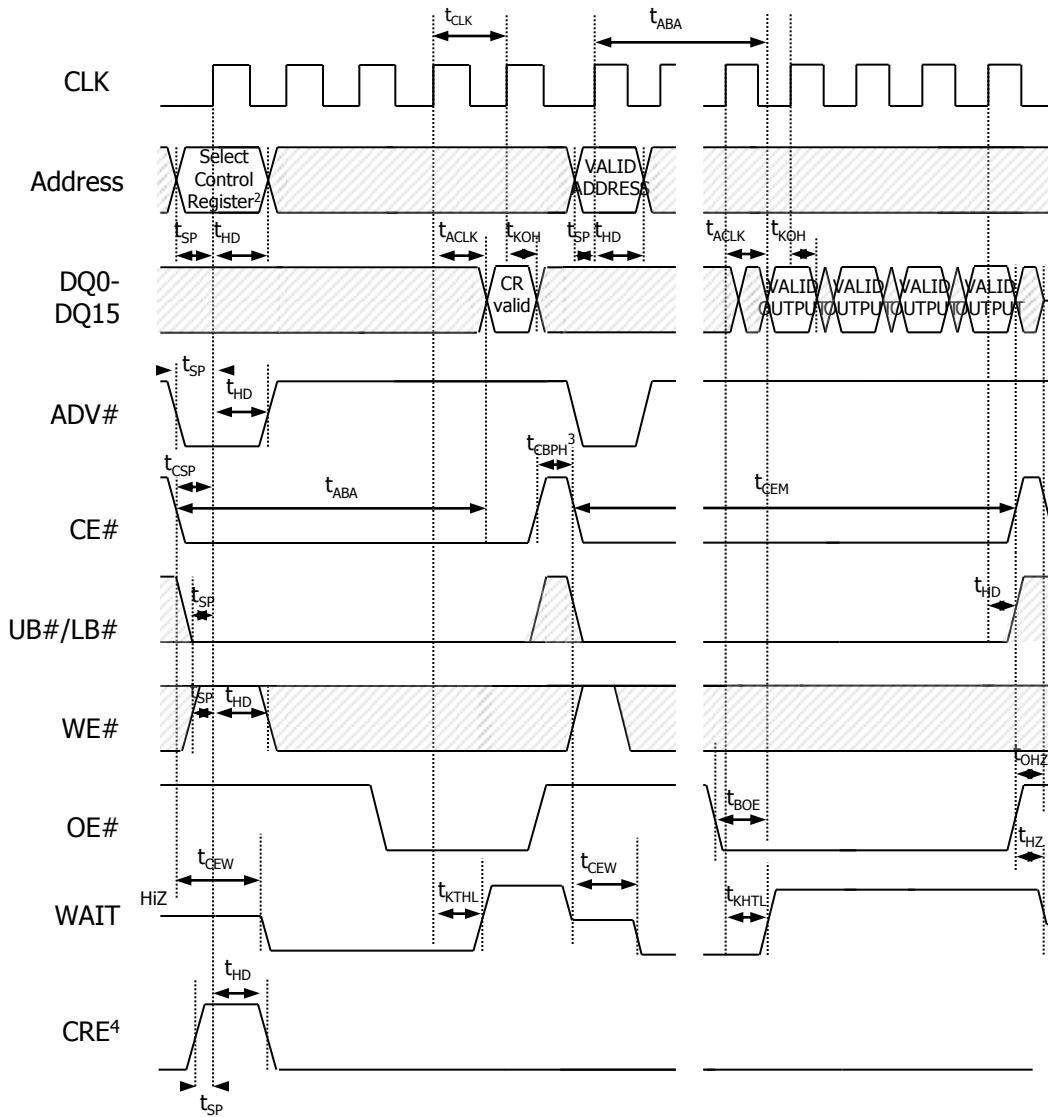 tCLK
tABA
CLK
Address
Select
Control
Register2
VALID
ADDRESS
tSP
tHD
tACLK
tKOH
tSP
tHD
tACLK
tKOH
DQ0-
DQ15
CR
valid
VALID
OUTPUT
VALID
OUTPUT
VALID
OUTPUT
VALID
OUTPUT
tSP
tHD
ADV#
tCBPH3
tCSP
tABA
tCEM
CE#
tSP
tHD
UB#/LB#
tSP
tHD
WE#
tOHZ
tBOE
OE#
tHZ
tCEW
tCEW
HiZ
WAIT
tKTHL
tKHTL
tHD
CRE4
tSP